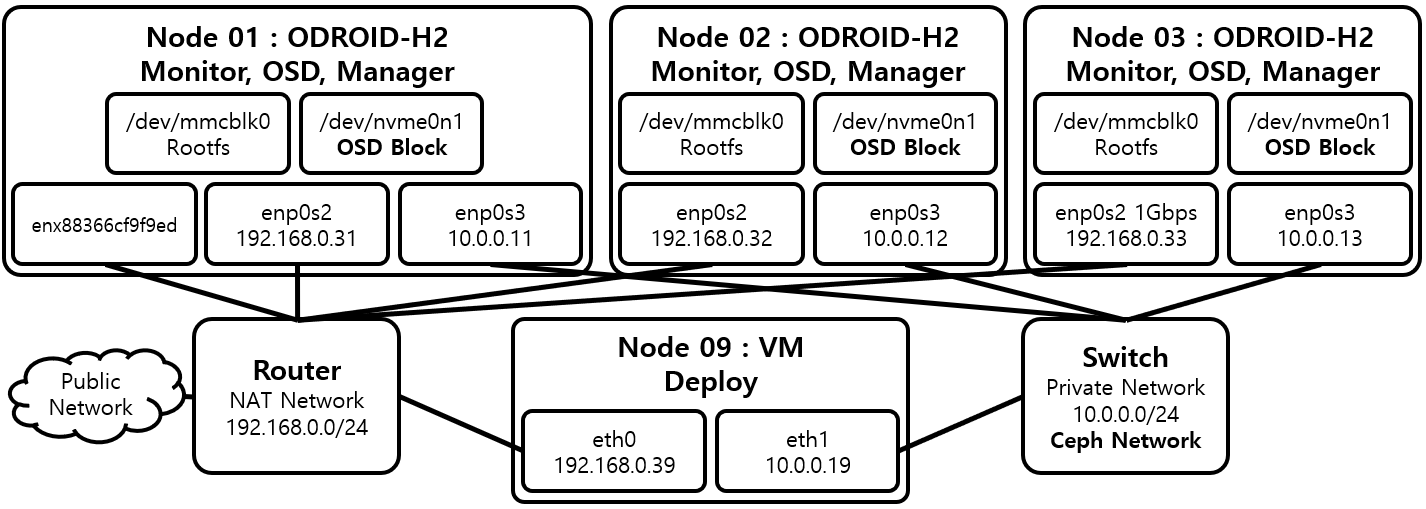 Node 01 : ODROID-H2
Monitor, OSD, Manager
/dev/mmcblk0
Rootfs
/dev/nvme0n1
OSD Block
enx88366cf9f9ed
enp0s2
192.168.0.31
enp0s3
10.0.0.11
Node 02 : ODROID-H2
Monitor, OSD, Manager
/dev/mmcblk0
Rootfs
/dev/nvme0n1
OSD Block
enp0s2
192.168.0.32
enp0s3
10.0.0.12
Node 03 : ODROID-H2
Monitor, OSD, Manager
/dev/mmcblk0
Rootfs
/dev/nvme0n1
OSD Block
enp0s2 1Gbps
192.168.0.33
enp0s3
10.0.0.13
Public
Network
Router
NAT Network
192.168.0.0/24
Node 09 : VM
Deploy
eth0
192.168.0.39
eth1
10.0.0.19
Switch
Private Network
10.0.0.0/24
Ceph Network